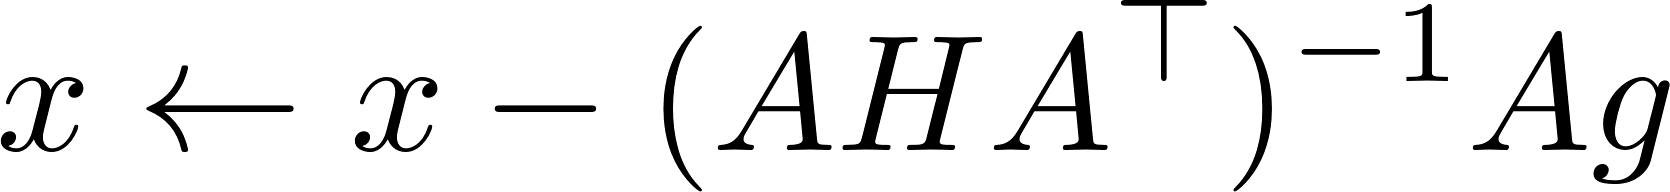 x ← x − (AHA^⊤)^{−1} Ag